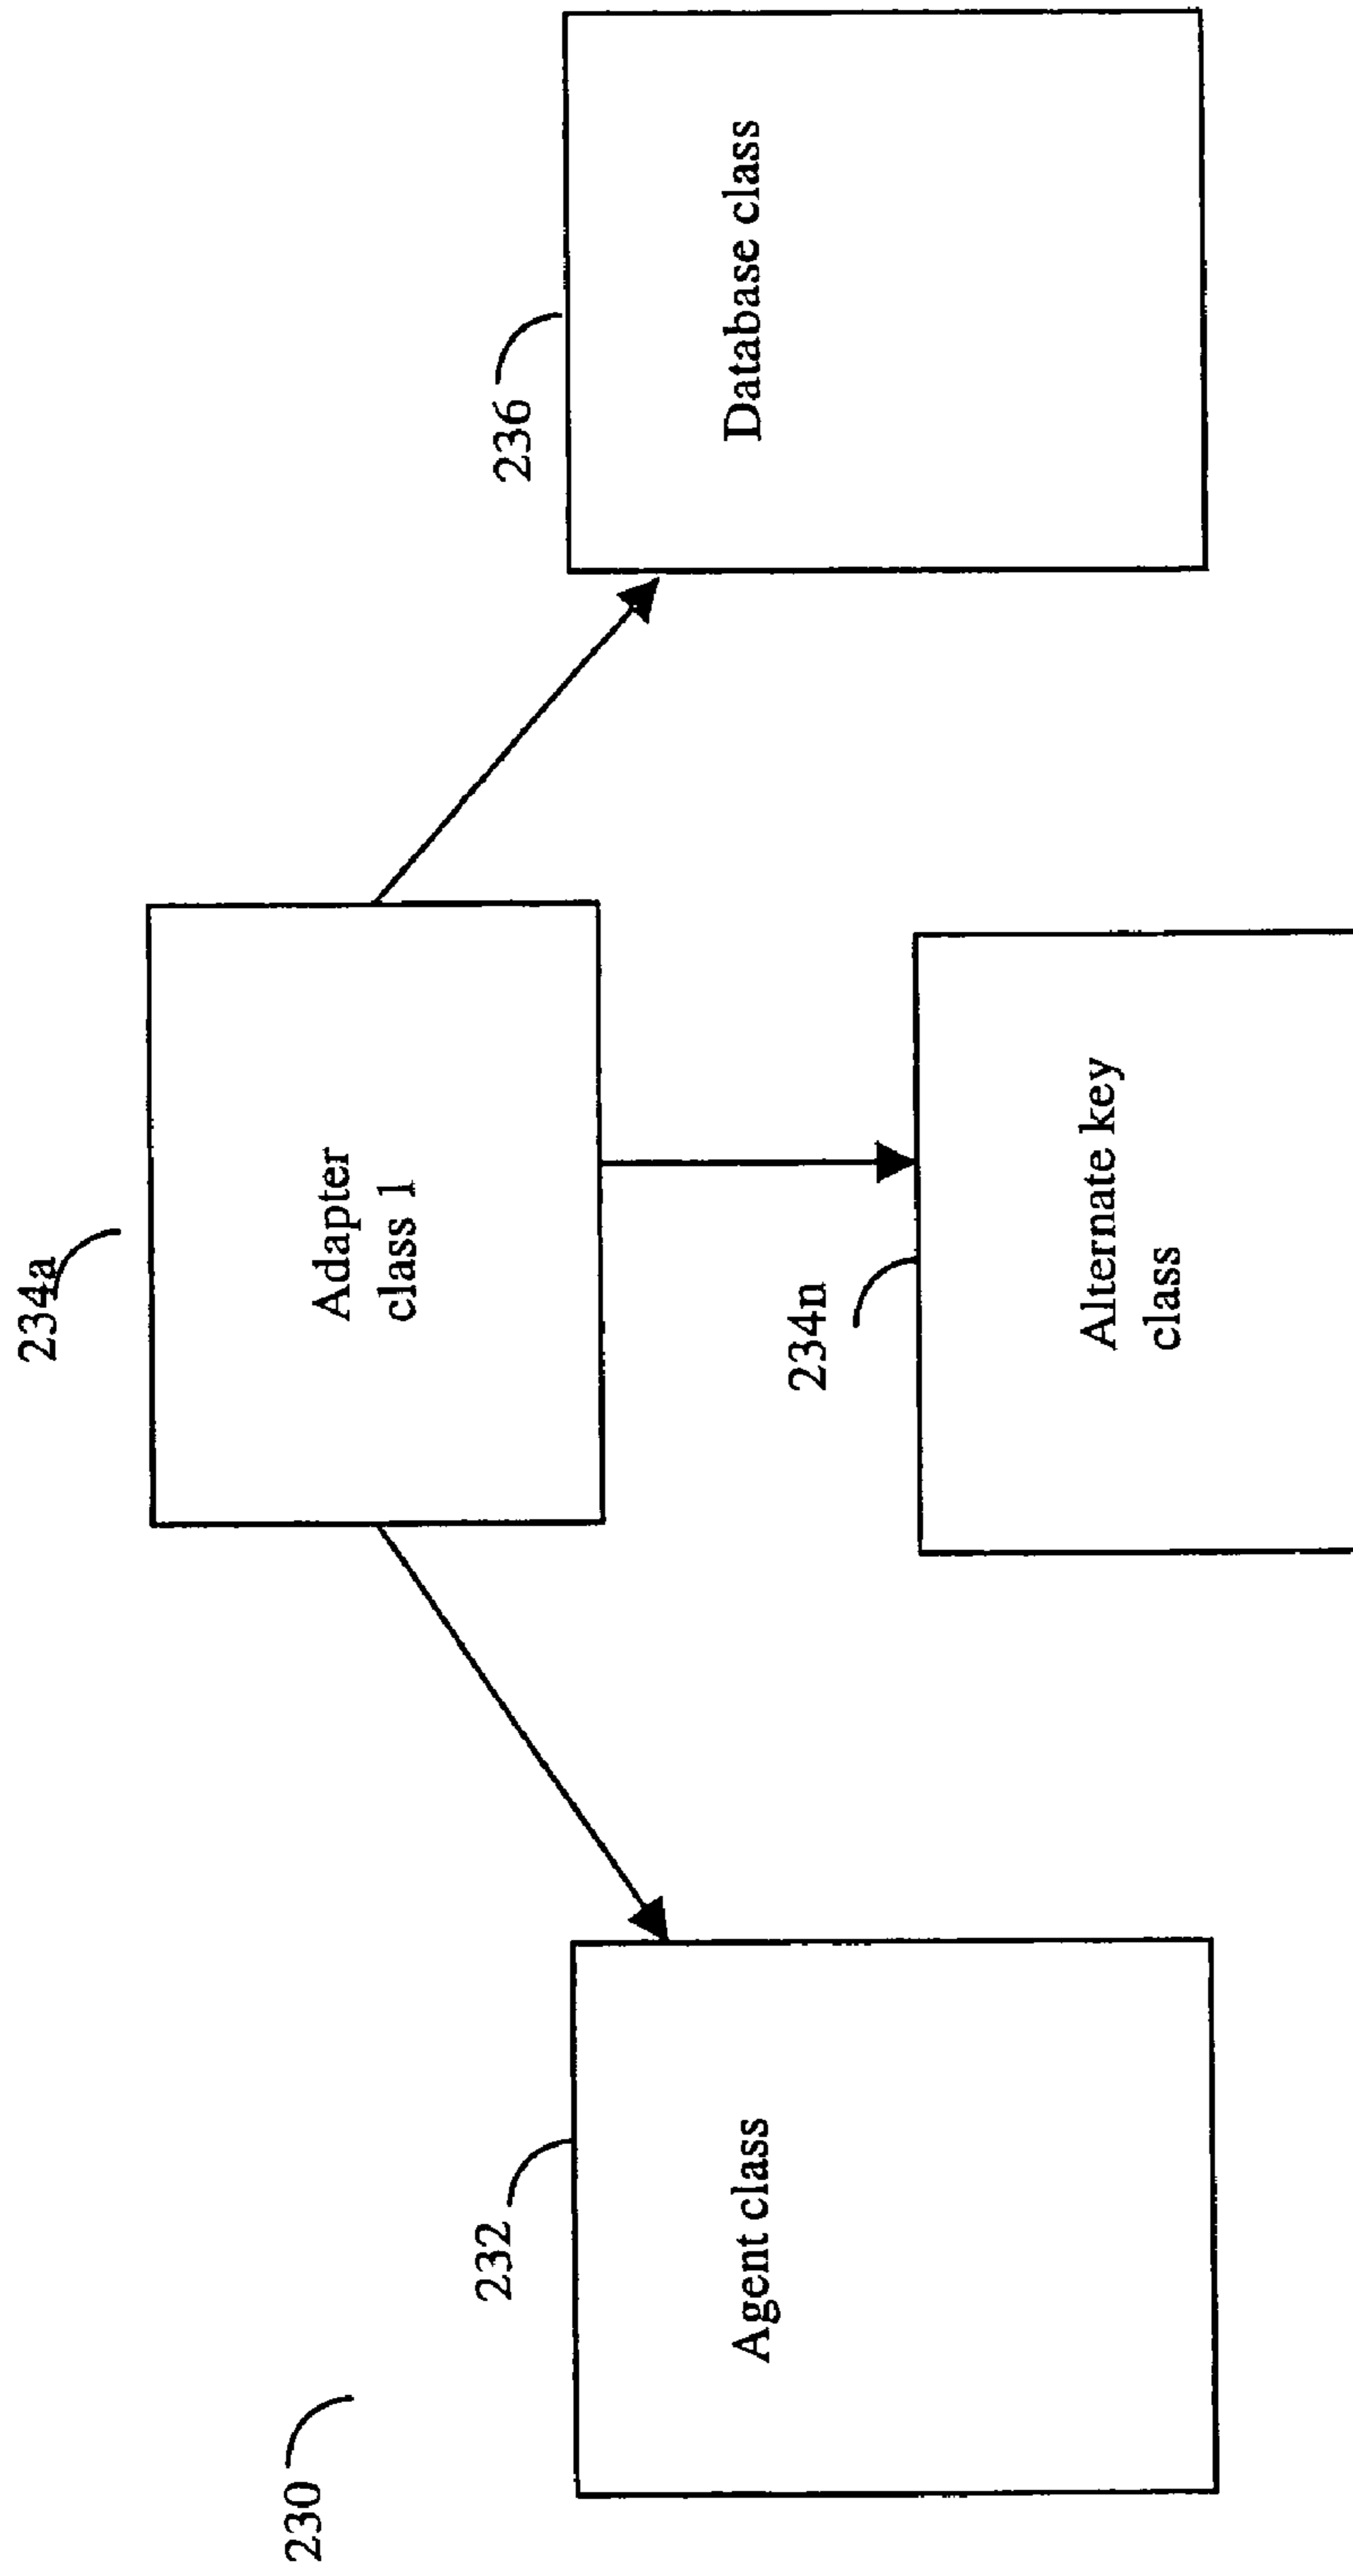 230
234a
Adapter
class 1
232
Agent class
234n
Alternate key
class
236
Database class